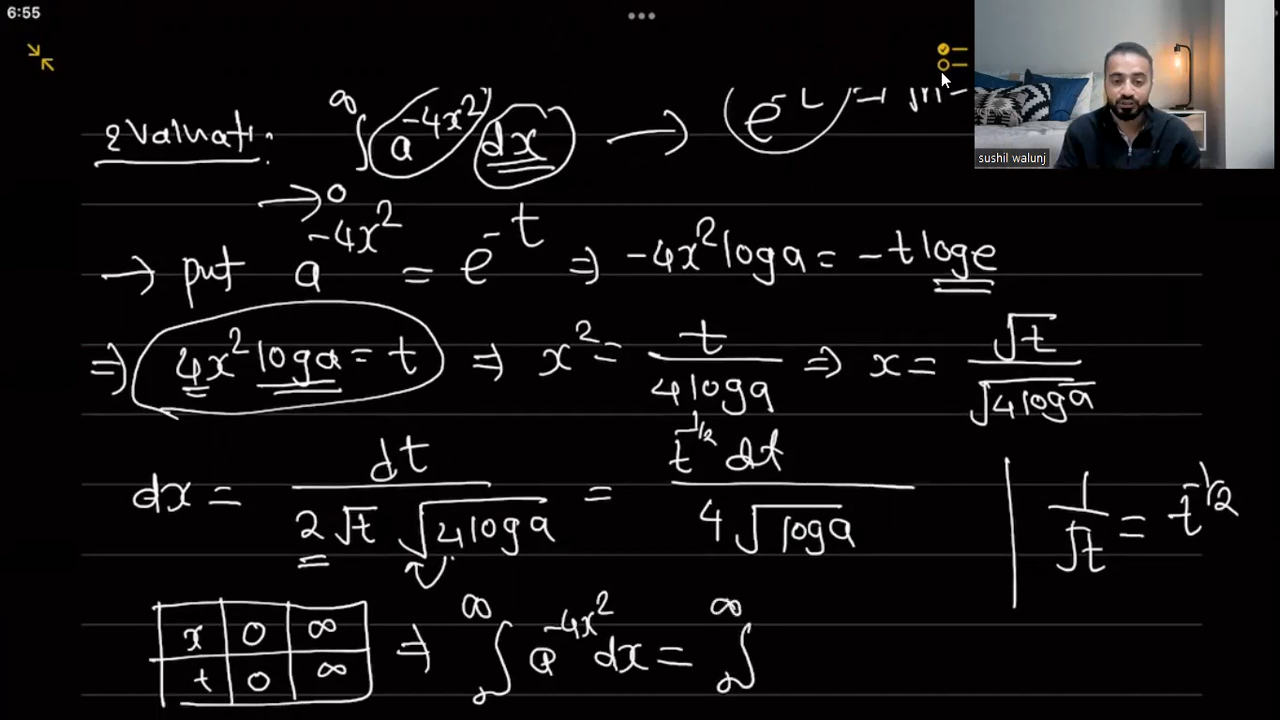 6:55
evaluati: ∫₀^∞ a^{-4x²} dx → e^{-t}
sushil walunj
→ put a^{-4x²} = e^{-t} ⇒ -4x² log a = -t log e
⇒ 4x² log a = t ⇒ x² = t / (4 log a) ⇒ x = √t / √(4 log a)
dx = dt / (2√t √(4 log a)) = t^{-1/2} dt / (4√(log a))
1/√t = t^{-1/2}
x | 0 | ∞ ⇒ ∫₀^∞ a^{-4x²} dx = ∫₀^∞
t | 0 | ∞